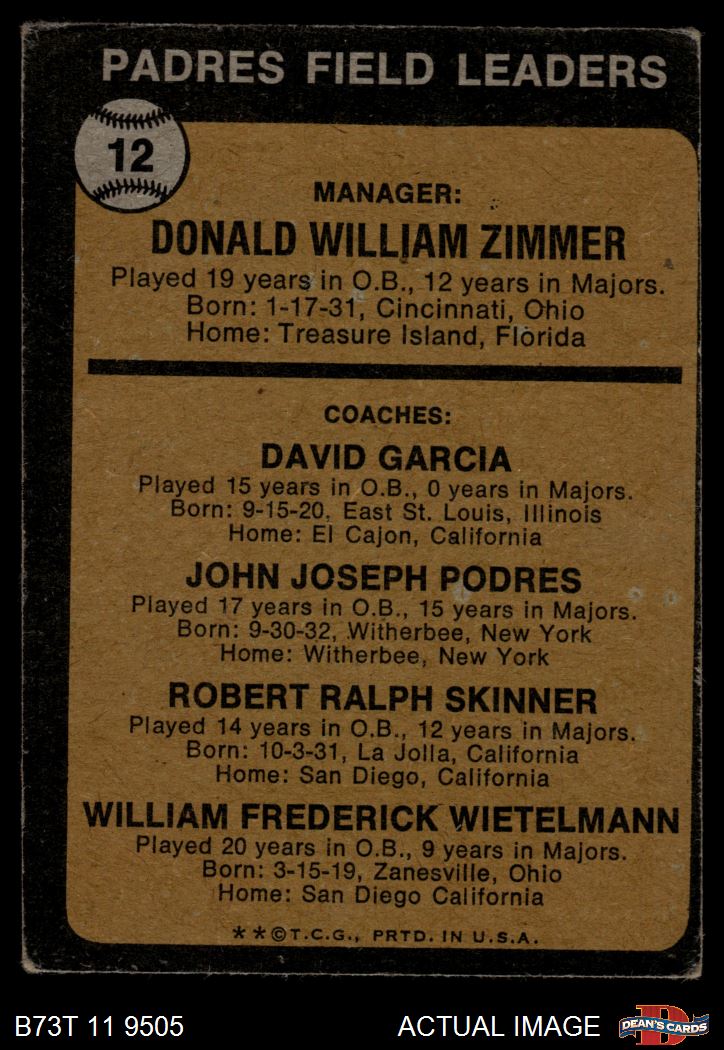 PADRES FIELD LEADERS
12
MANAGER:
DONALD WILLIAM ZIMMER
Played 19 years in O.B., 12 years in Majors.
Born: 1-17-31, Cincinnati, Ohio
Home: Treasure Island, Florida
COACHES:
DAVID GARCIA
Played 15 years in O.B., 0 years in Majors.
Born: 9-15-20, East St. Louis, Illinois
Home: El Cajon, California
JOHN JOSEPH PODRES
Played 17 years in O.B., 15 years in Majors.
Born: 9-30-32, Witherbee, New York
Home: Witherbee, New York
ROBERT RALPH SKINNER
Played 14 years in O.B., 12 years in Majors.
Born: 10-3-31, La Jolla, California
Home: San Diego, California
WILLIAM FREDERICK WIETELMANN
Played 20 years in O.B., 9 years in Majors.
Born: 3-15-19, Zanesville, Ohio
Home: San Diego California
**©T.C.G., PRTD. IN U.S.A.
B73T 11 9505
ACTUAL IMAGE
D
DEAN'S CARDS